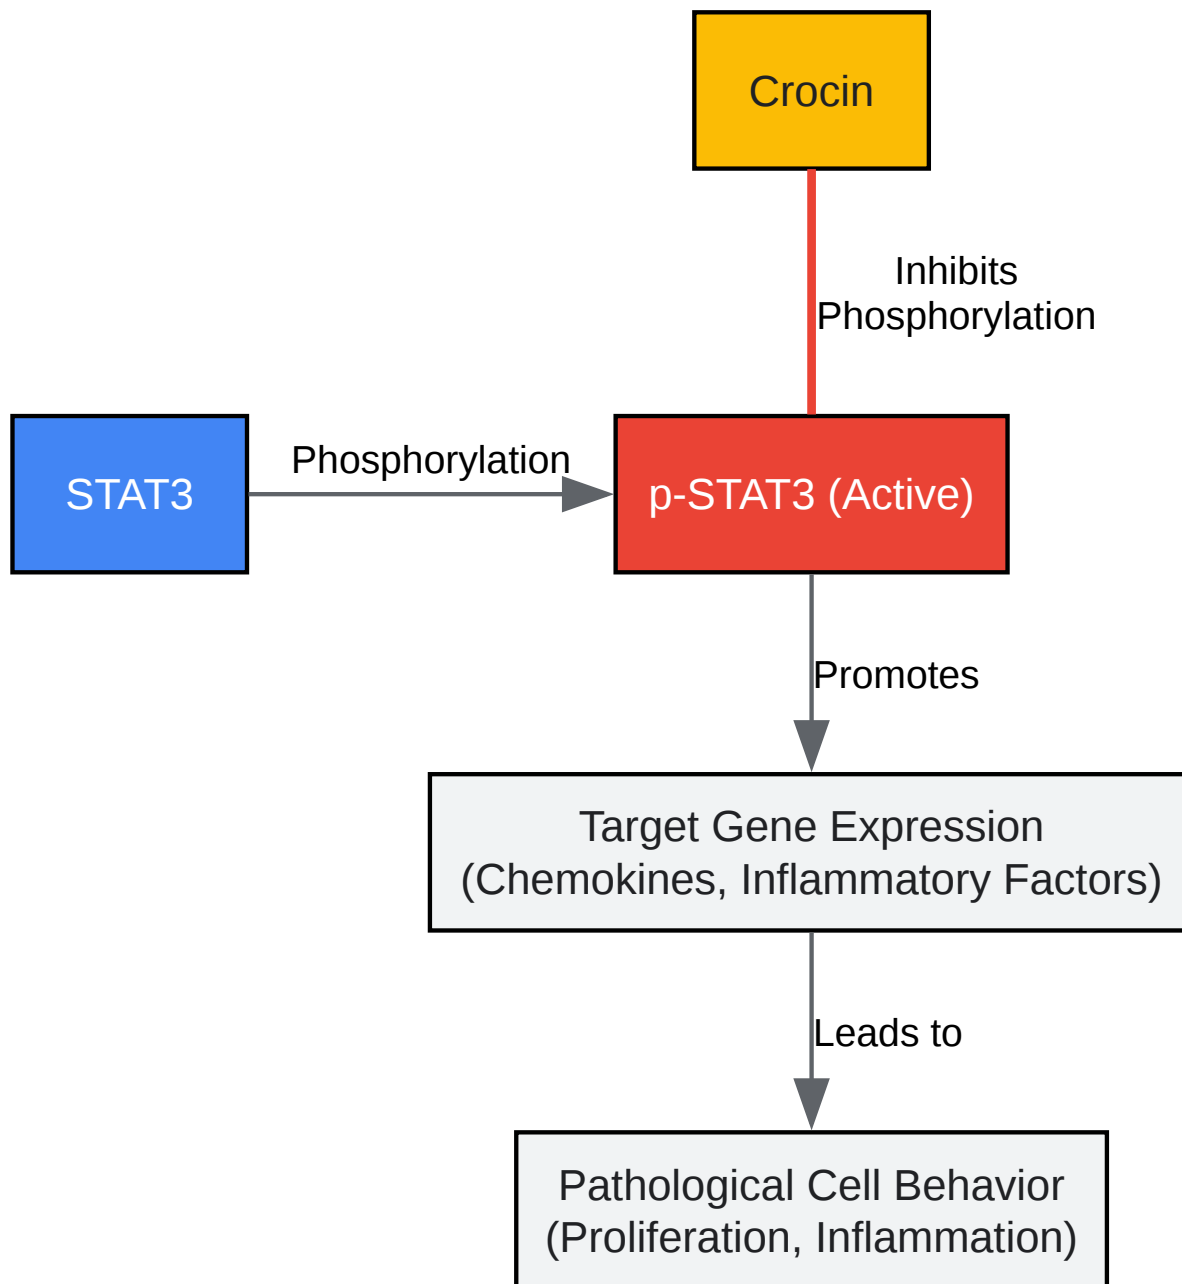 Crocin
Inhibits
Phosphorylation
STAT3
Phosphorylation
p-STAT3 (Active)
Promotes
Target Gene Expression
(Chemokines, Inflammatory Factors)
Leads to
Pathological Cell Behavior
(Proliferation, Inflammation)